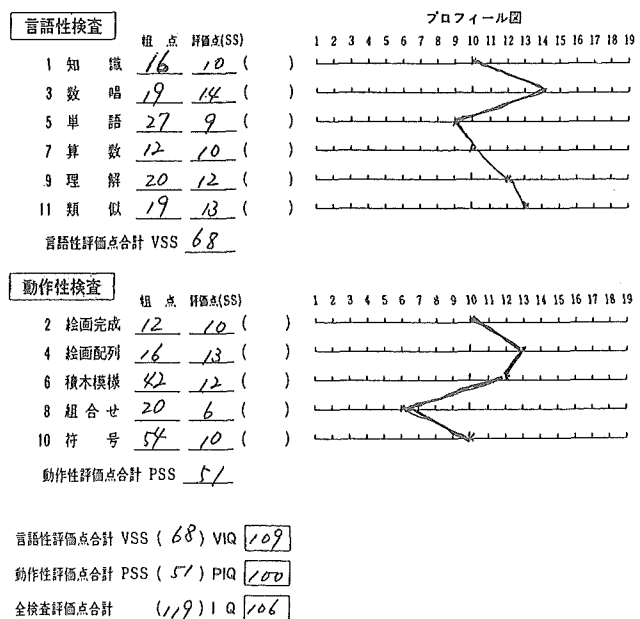 言語性検査
粗点 評価点(SS)
プロフィール図
1 2 3 4 5 6 7 8 9 10 11 12 13 14 15 16 17 18 19
1 知識 16 10 ( )
3 数唱 19 14 ( )
5 単語 27 9 ( )
7 算数 12 10 ( )
9 理解 20 12 ( )
11 類似 19 13 ( )
言語性評価点合計 VSS 68
動作性検査
粗点 評価点(SS)
1 2 3 4 5 6 7 8 9 10 11 12 13 14 15 16 17 18 19
2 絵画完成 12 10 ( )
4 絵画配列 16 13 ( )
6 積木模様 42 12 ( )
8 組合せ 20 6 ( )
10 符号 54 10 ( )
動作性評価点合計 PSS 51
言語性評価点合計 VSS ( 68 ) VIQ 109
動作性評価点合計 PSS ( 51 ) PIQ 100
全検査評価点合計 ( 119 ) IQ 106